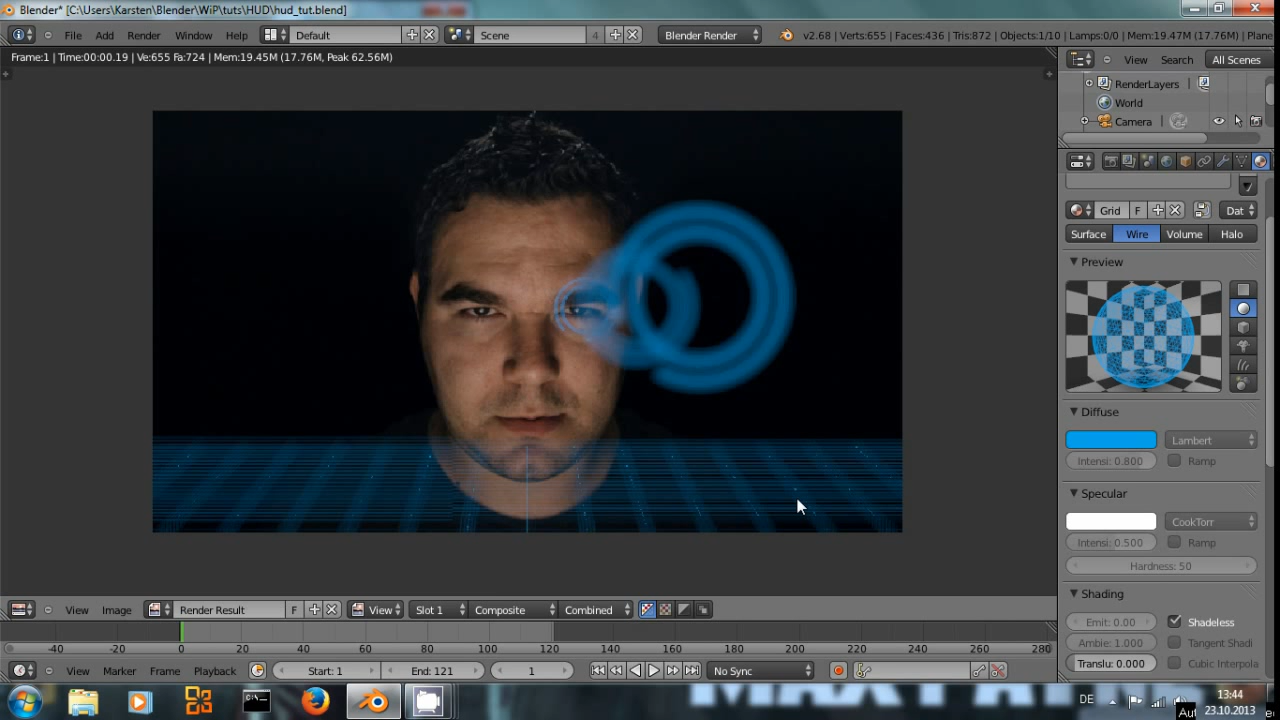 Blender* [C:\Users\Karsten\Blender\WiP\tuts\HUD\hud_tut.blend]
File Add Render Window Help Default Scene 4 Blender Render v2.68 | Verts:655 | Faces:436 | Tris:872 | Objects:1/10 | Lamps:0/0 | Mem:19.47M (17.76M) | Plane
Frame:1 | Time:00:00.19 | Ve:655 Fa:724 | Mem:19.45M (17.76M, Peak 62.56M)
View Search All Scenes
RenderLayers
World
Camera
Grid F Dat
Surface Wire Volume Halo
Preview
Diffuse
Lambert
Intensi: 0.800 Ramp
Specular
CookTorr
Intensi: 0.500 Ramp
Hardness: 50
Shading
Emit: 0.00 Shadeless
Ambie: 1.000 Tangent Shadi
Translu: 0.000 Cubic Interpola
View Image Render Result F View Slot 1 Composite Combined
-40 -20 0 20 40 60 80 100 120 140 160 180 200 220 240 260 280
View Marker Frame Playback Start: 1 End: 121 1 No Sync
DE
13:44
23.10.2013